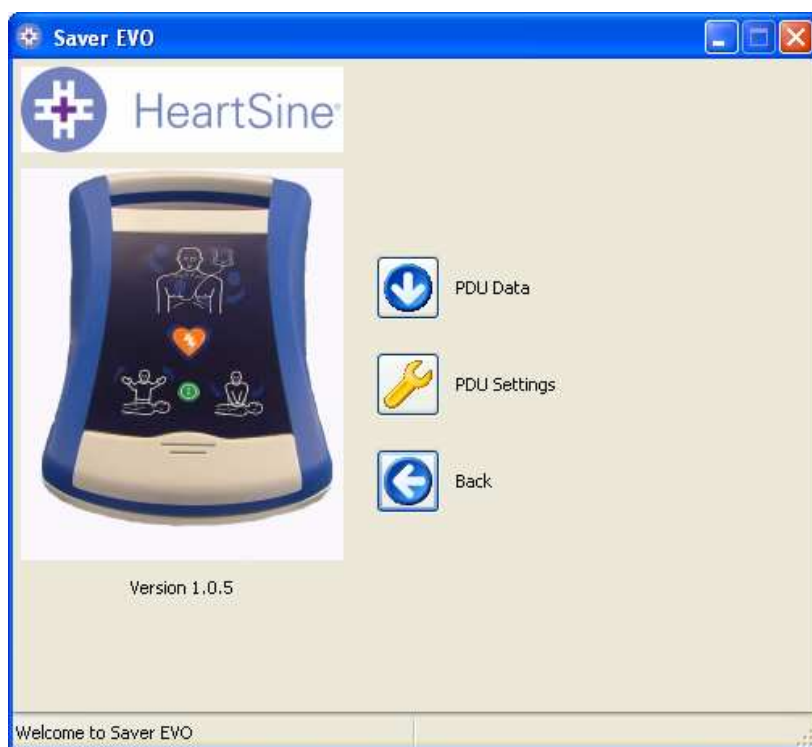 Saver EVO
HeartSine®
PDU Data
PDU Settings
Back
Version 1.0.5
Welcome to Saver EVO